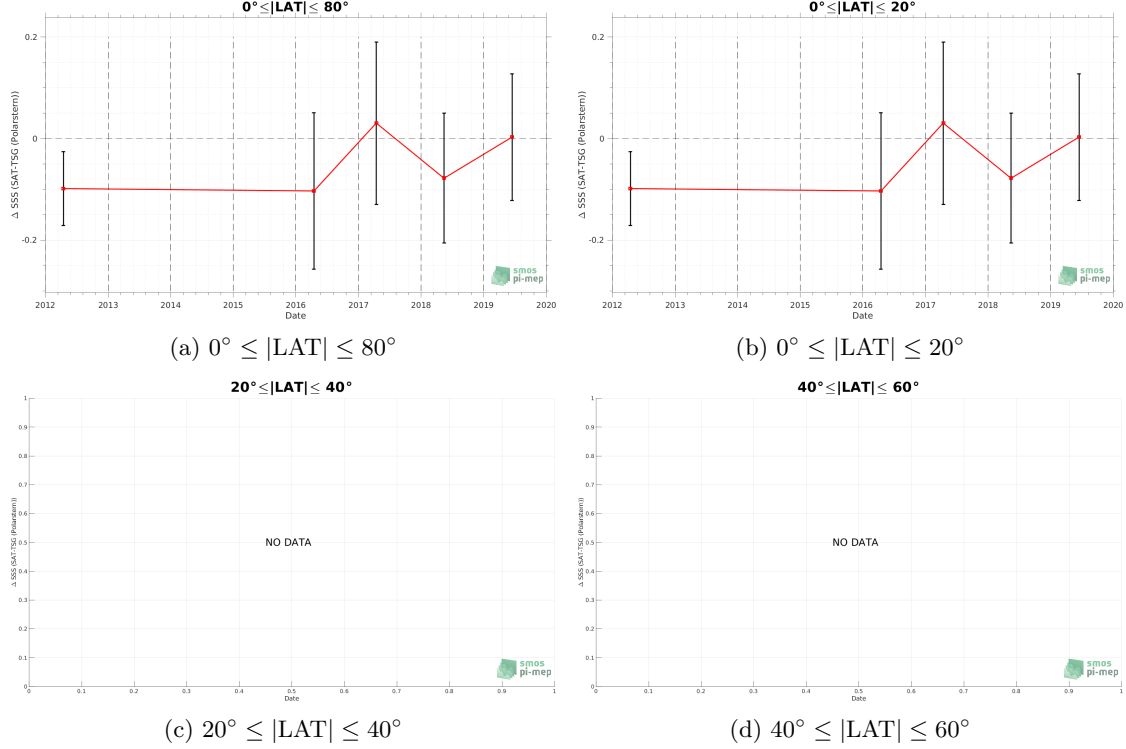 0°≤|LAT|≤ 80°
0.2
0
-0.2
Δ SSS (SAT-TSG (Polarstern))
2012 2013 2014 2015 2016 2017 2018 2019 2020
Date
smos
pi-mep
(a) 0° ≤ |LAT| ≤ 80°
0°≤|LAT|≤ 20°
0.2
0
-0.2
Δ SSS (SAT-TSG (Polarstern))
2012 2013 2014 2015 2016 2017 2018 2019 2020
Date
smos
pi-mep
(b) 0° ≤ |LAT| ≤ 20°
20°≤|LAT|≤ 40°
1
0.9
0.8
0.7
0.6
0.5
0.4
0.3
0.2
0.1
0
Δ SSS (SAT-TSG (Polarstern))
NO DATA
0 0.1 0.2 0.3 0.4 0.5 0.6 0.7 0.8 0.9 1
Date
smos
pi-mep
(c) 20° ≤ |LAT| ≤ 40°
40°≤|LAT|≤ 60°
1
0.9
0.8
0.7
0.6
0.5
0.4
0.3
0.2
0.1
0
Δ SSS (SAT-TSG (Polarstern))
NO DATA
0 0.1 0.2 0.3 0.4 0.5 0.6 0.7 0.8 0.9 1
Date
smos
pi-mep
(d) 40° ≤ |LAT| ≤ 60°